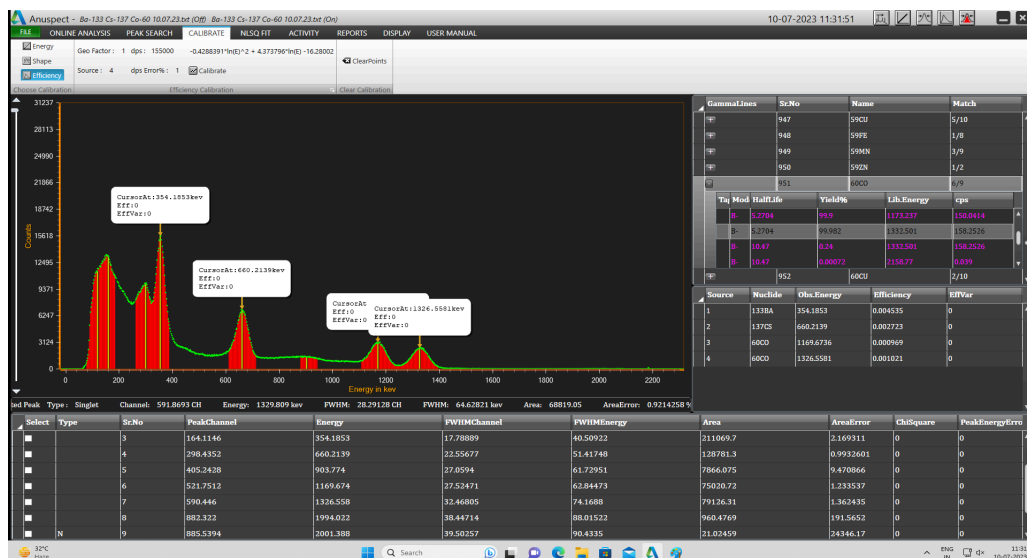 Anuspect - Ba-133 Cs-137 Co-60 10.07.23.txt (Off) Ba-133 Cs-137 Co-60 10.07.23.txt (On) 10-07-2023 11:31:51
FILE ONLINE ANALYSIS PEAK SEARCH CALIBRATE NLSQ FIT ACTIVITY REPORTS DISPLAY USER MANUAL
Energy Geo Factor : 1 dps : 155000 -0.4288391*ln(E)^2 + 4.373796*ln(E) -16.28002
Shape ClearPoints
Efficiency Source : 4 dps Error% : 1 Calibrate
Choose Calibration Efficiency Calibration Clear Calibration
31237
28113
24990
21866
18742
15618
12495
9371
6247
3124
0
Counts
CursorAt:354.1853kev
Eff:0
EffVar:0
CursorAt:660.2139kev
Eff:0
EffVar:0
CursorAt
Eff:0
EffVar:0
CursorAt:1326.5581kev
Eff:0
EffVar:0
0 200 400 600 800 1000 1200 1400 1600 1800 2000 2200
Energy in kev
GammaLines Sr.No Name Match
947 59CU 5/10
948 59FE 1/8
949 59MN 3/9
950 59ZN 1/2
951 60CO 6/9
Ta Mod HalfLife Yield% Lib.Energy cps
B- 5.2704 99.9 1173.237 150.0414
B- 5.2704 99.982 1332.501 158.2526
B- 10.47 0.24 1332.501 158.2526
B- 10.47 0.00072 2158.77 0.039
952 60CU 2/10
Source Nuclide Obs.Energy Efficiency EffVar
1 133BA 354.1853 0.004535 0
2 137CS 660.2139 0.002723 0
3 60CO 1169.6736 0.000969 0
4 60CO 1326.5581 0.001021 0
ted Peak Type : Singlet Channel: 591.8693 CH Energy: 1329.809 kev FWHM: 28.29128 CH FWHM: 64.62821 kev Area: 68819.05 AreaError: 0.9214258 %
Select Type Sr.No PeakChannel Energy FWHMChannel FWHMEnergy Area AreaError ChiSquare PeakEnergyErro
3 164.1146 354.1853 17.78889 40.50922 211069.7 2.169311 0 0
4 298.4352 660.2139 22.55677 51.41748 128781.3 0.9932601 0 0
5 405.2428 903.774 27.0594 61.72951 7866.075 9.470866 0 0
6 521.7512 1169.674 27.52471 62.84473 75020.72 1.233537 0 0
7 590.446 1326.558 32.46805 74.1688 79126.31 1.362435 0 0
8 882.322 1994.022 38.44714 88.01522 960.4769 191.5652 0 0
N 9 885.5394 2001.388 39.50257 90.4335 21.02459 24346.17 0 0
32°C
Haze
Search
ENG
IN
11:31
10-07-2023